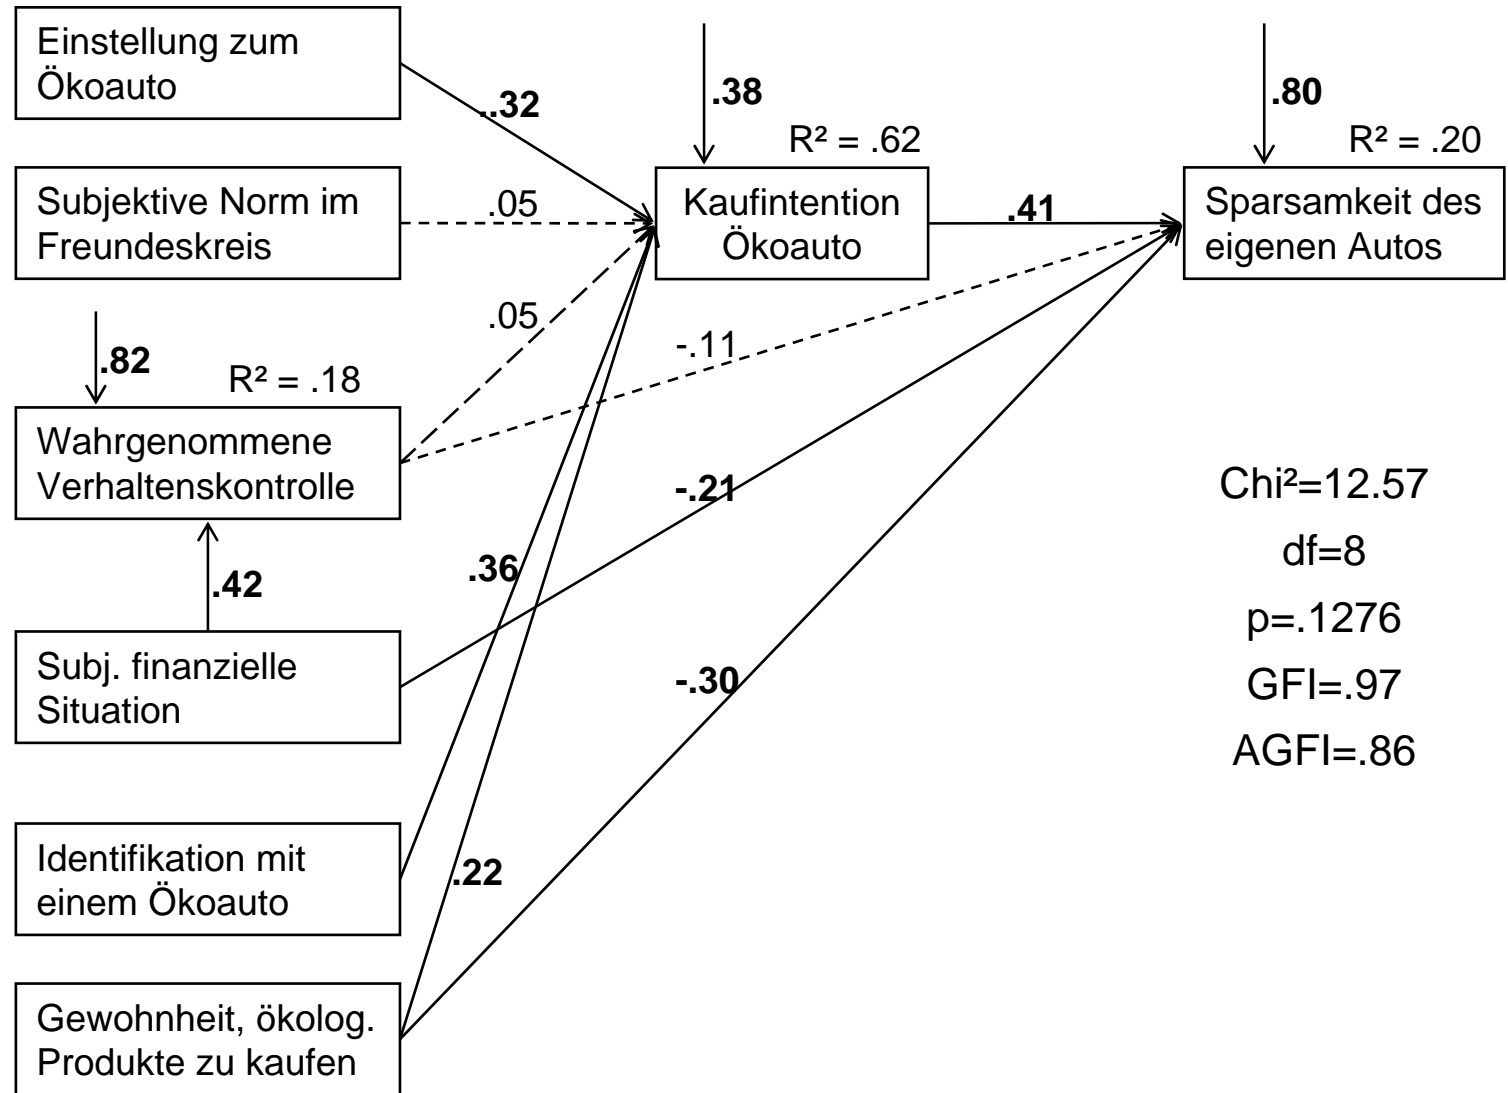 Einstellung zum
Ökoauto
..32
.38
R² = .62
.80
R² = .20
Subjektive Norm im
Freundeskreis
.05
Kaufintention
Ökoauto
.41
Sparsamkeit des
eigenen Autos
.05
-.11
.82
R² = .18
Wahrgenommene
Verhaltenskontrolle
-.21
.42
.36
Subj. finanzielle
Situation
-.30
Identifikation mit
einem Ökoauto
.22
Gewohnheit, ökolog.
Produkte zu kaufen
Chi²=12.57
df=8
p=.1276
GFI=.97
AGFI=.86